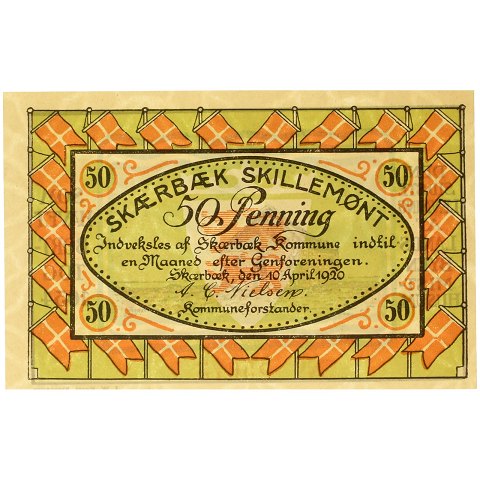 50 50
SKÆRBÆK SKILLEMØNT
50 Penning
Indveksles af Skærbæk Kommune indtil
en Maaned efter Genforeningen.
Skærbæk, den 10 April 1920
A. C. Nielsen.
Kommuneforstander.
50 50